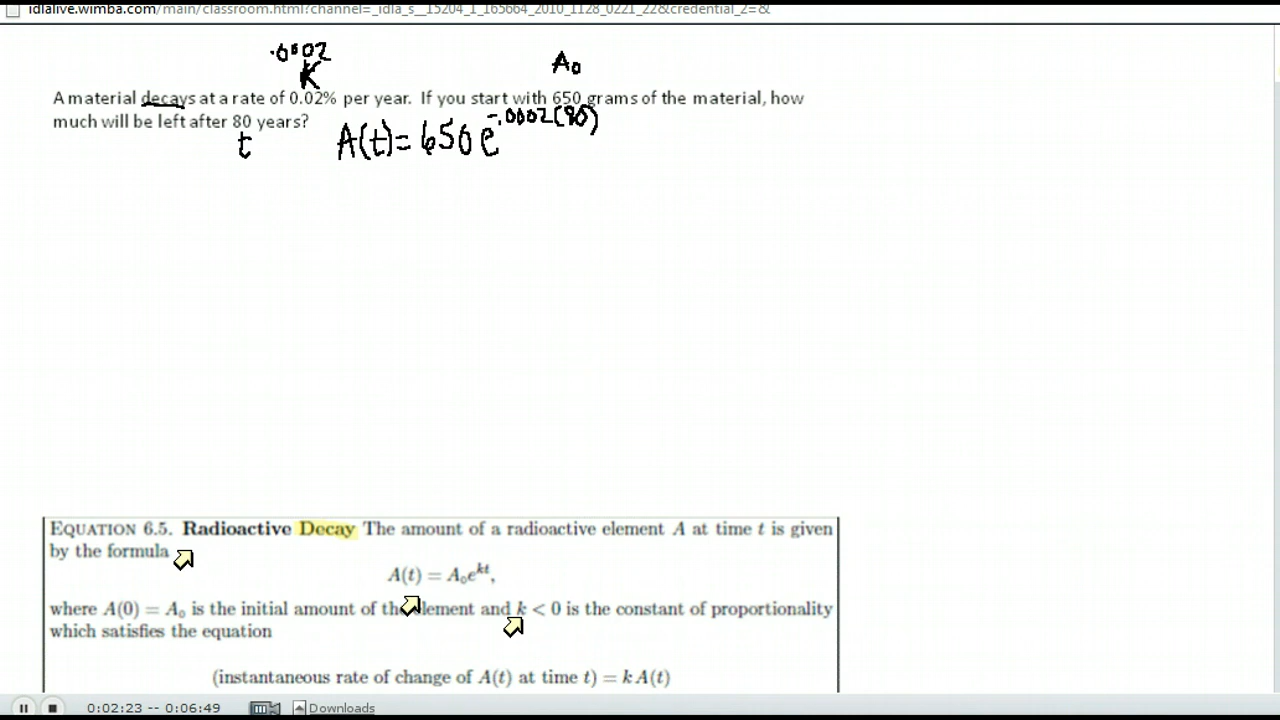 idlalive.wimba.com/main/classroom.html?channel=_idla_s__15204_1_165664_2010_1128_0221_22&credential_2=&
.0002
K
A₀
A material decays at a rate of 0.02% per year. If you start with 650 grams of the material, how
much will be left after 80 years?
t
A(t)= 650 e^-.0002(80)
EQUATION 6.5. Radioactive Decay The amount of a radioactive element A at time t is given
by the formula
A(t) = A₀e^kt,
where A(0) = A₀ is the initial amount of the element and k < 0 is the constant of proportionality
which satisfies the equation
(instantaneous rate of change of A(t) at time t) = k A(t)
0:02:23 -- 0:06:49
Downloads